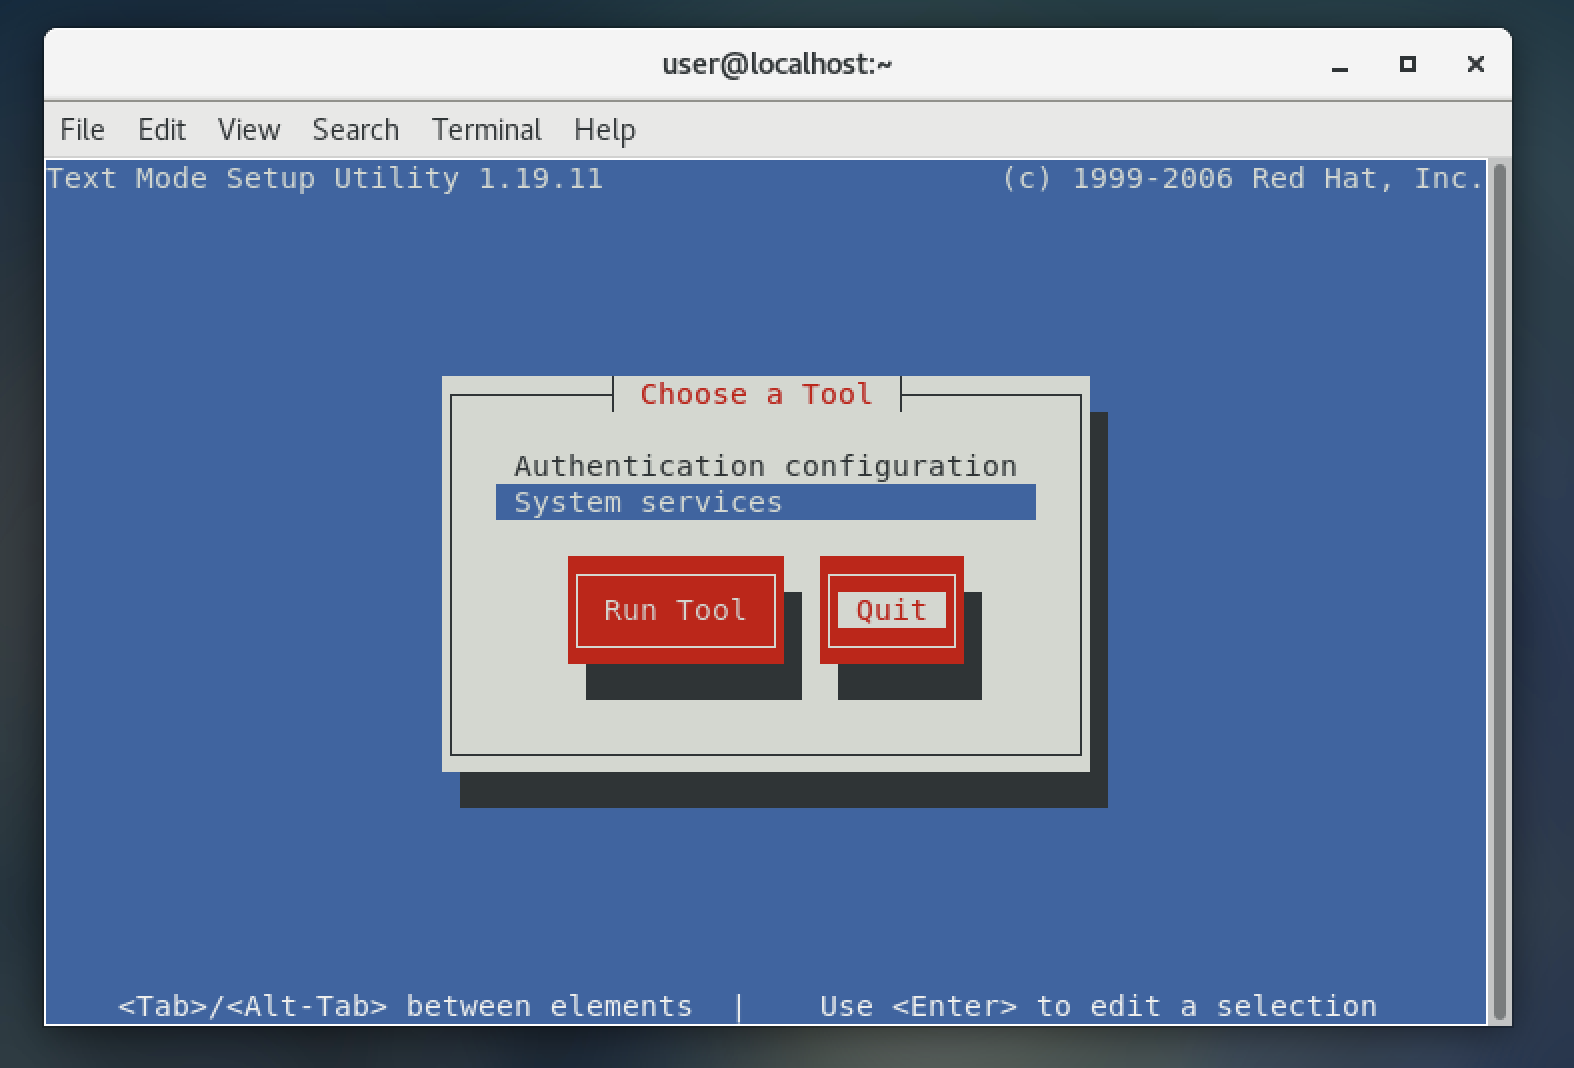 user@localhost:~
File Edit View Search Terminal Help
Text Mode Setup Utility 1.19.11 (c) 1999-2006 Red Hat, Inc.
Choose a Tool
Authentication configuration
System services
Run Tool Quit
<Tab>/<Alt-Tab> between elements | Use <Enter> to edit a selection